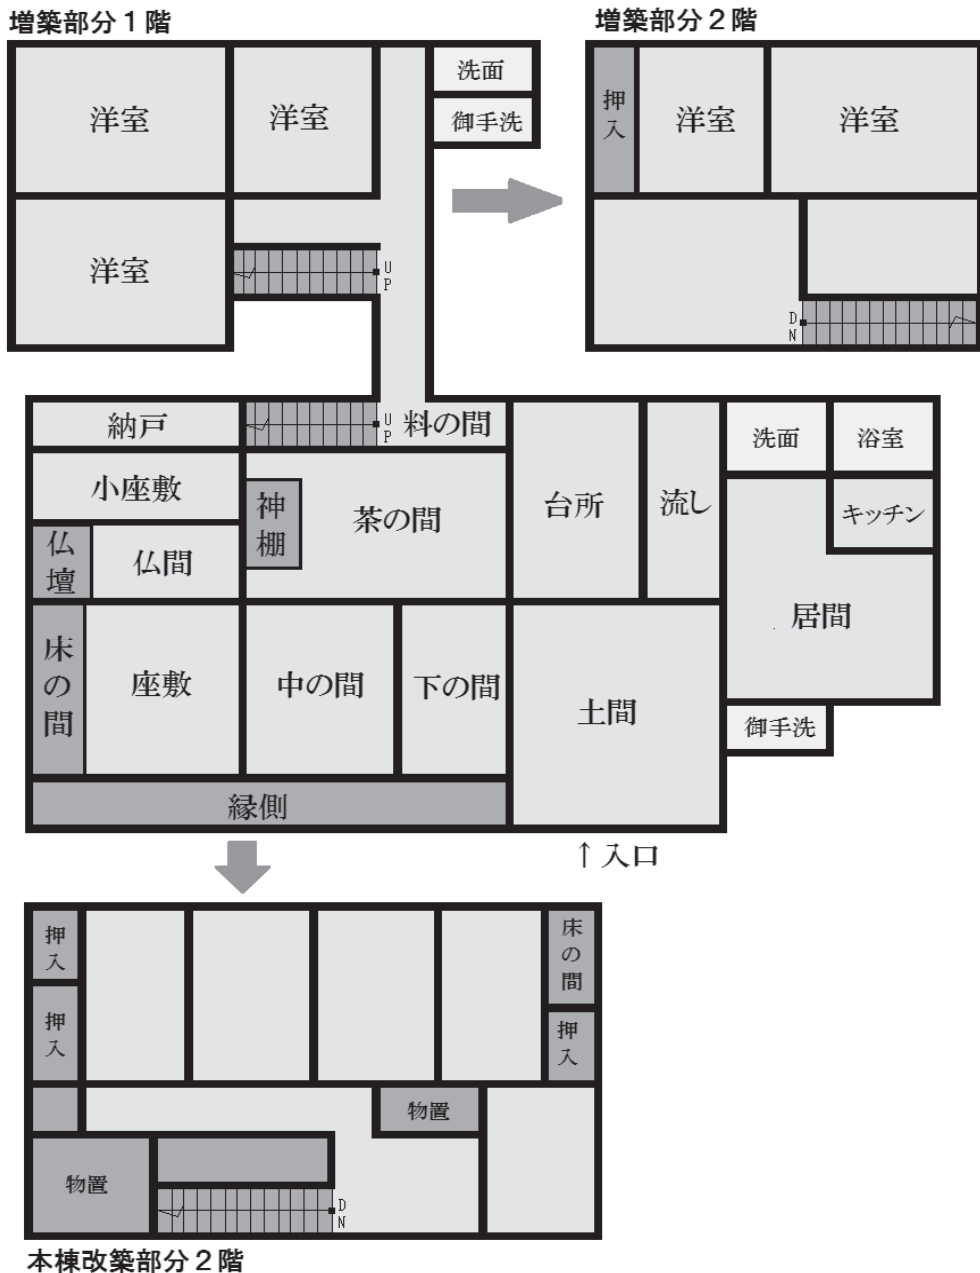 増築部分１階
増築部分２階
洋室
洋室
洗面
御手洗
洋室
UP
押入
洋室
洋室
DN
納戸
UP
料の間
小座敷
神棚
茶の間
台所
流し
洗面
浴室
キッチン
仏壇
仏間
居間
床の間
座敷
中の間
下の間
土間
御手洗
縁側
↑入口
押入
押入
床の間
押入
物置
物置
DN
本棟改築部分２階